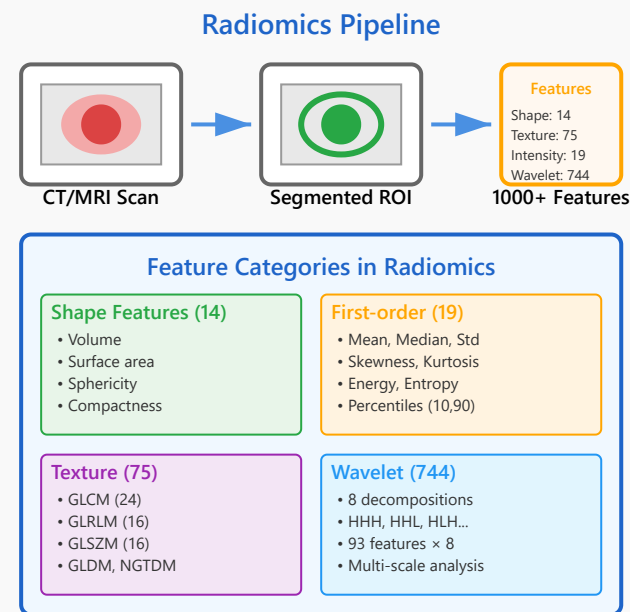 Radiomics Pipeline
Features
Shape: 14
Texture: 75
Intensity: 19
Wavelet: 744
CT/MRI Scan
Segmented ROI
1000+ Features
Feature Categories in Radiomics
Shape Features (14)
• Volume
• Surface area
• Sphericity
• Compactness
First-order (19)
• Mean, Median, Std
• Skewness, Kurtosis
• Energy, Entropy
• Percentiles (10,90)
Texture (75)
• GLCM (24)
• GLRLM (16)
• GLSZM (16)
• GLDM, NGTDM
Wavelet (744)
• 8 decompositions
• HHH, HHL, HLH...
• 93 features × 8
• Multi-scale analysis